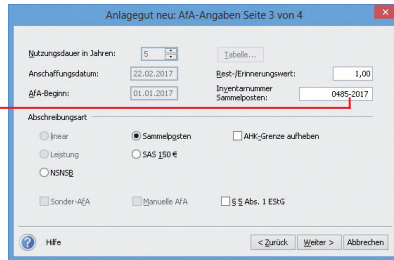 Anlagegut neu: AfA-Angaben Seite 3 von 4
Nutzungsdauer in Jahren: 5 Tabelle...
Anschaffungsdatum: 22.02.2017 Rest-/Erinnerungswert: 1,00
AfA-Beginn: 01.01.2017 Inventarnummer Sammelposten: 0485-2017
Abschreibungsart
linear Sammelposten AHK-Grenze aufheben
Leistung SAS 150 €
NSNSB
Sonder-AfA Manuelle AfA § 5 Abs. 1 EStG
Hilfe < Zurück Weiter > Abbrechen